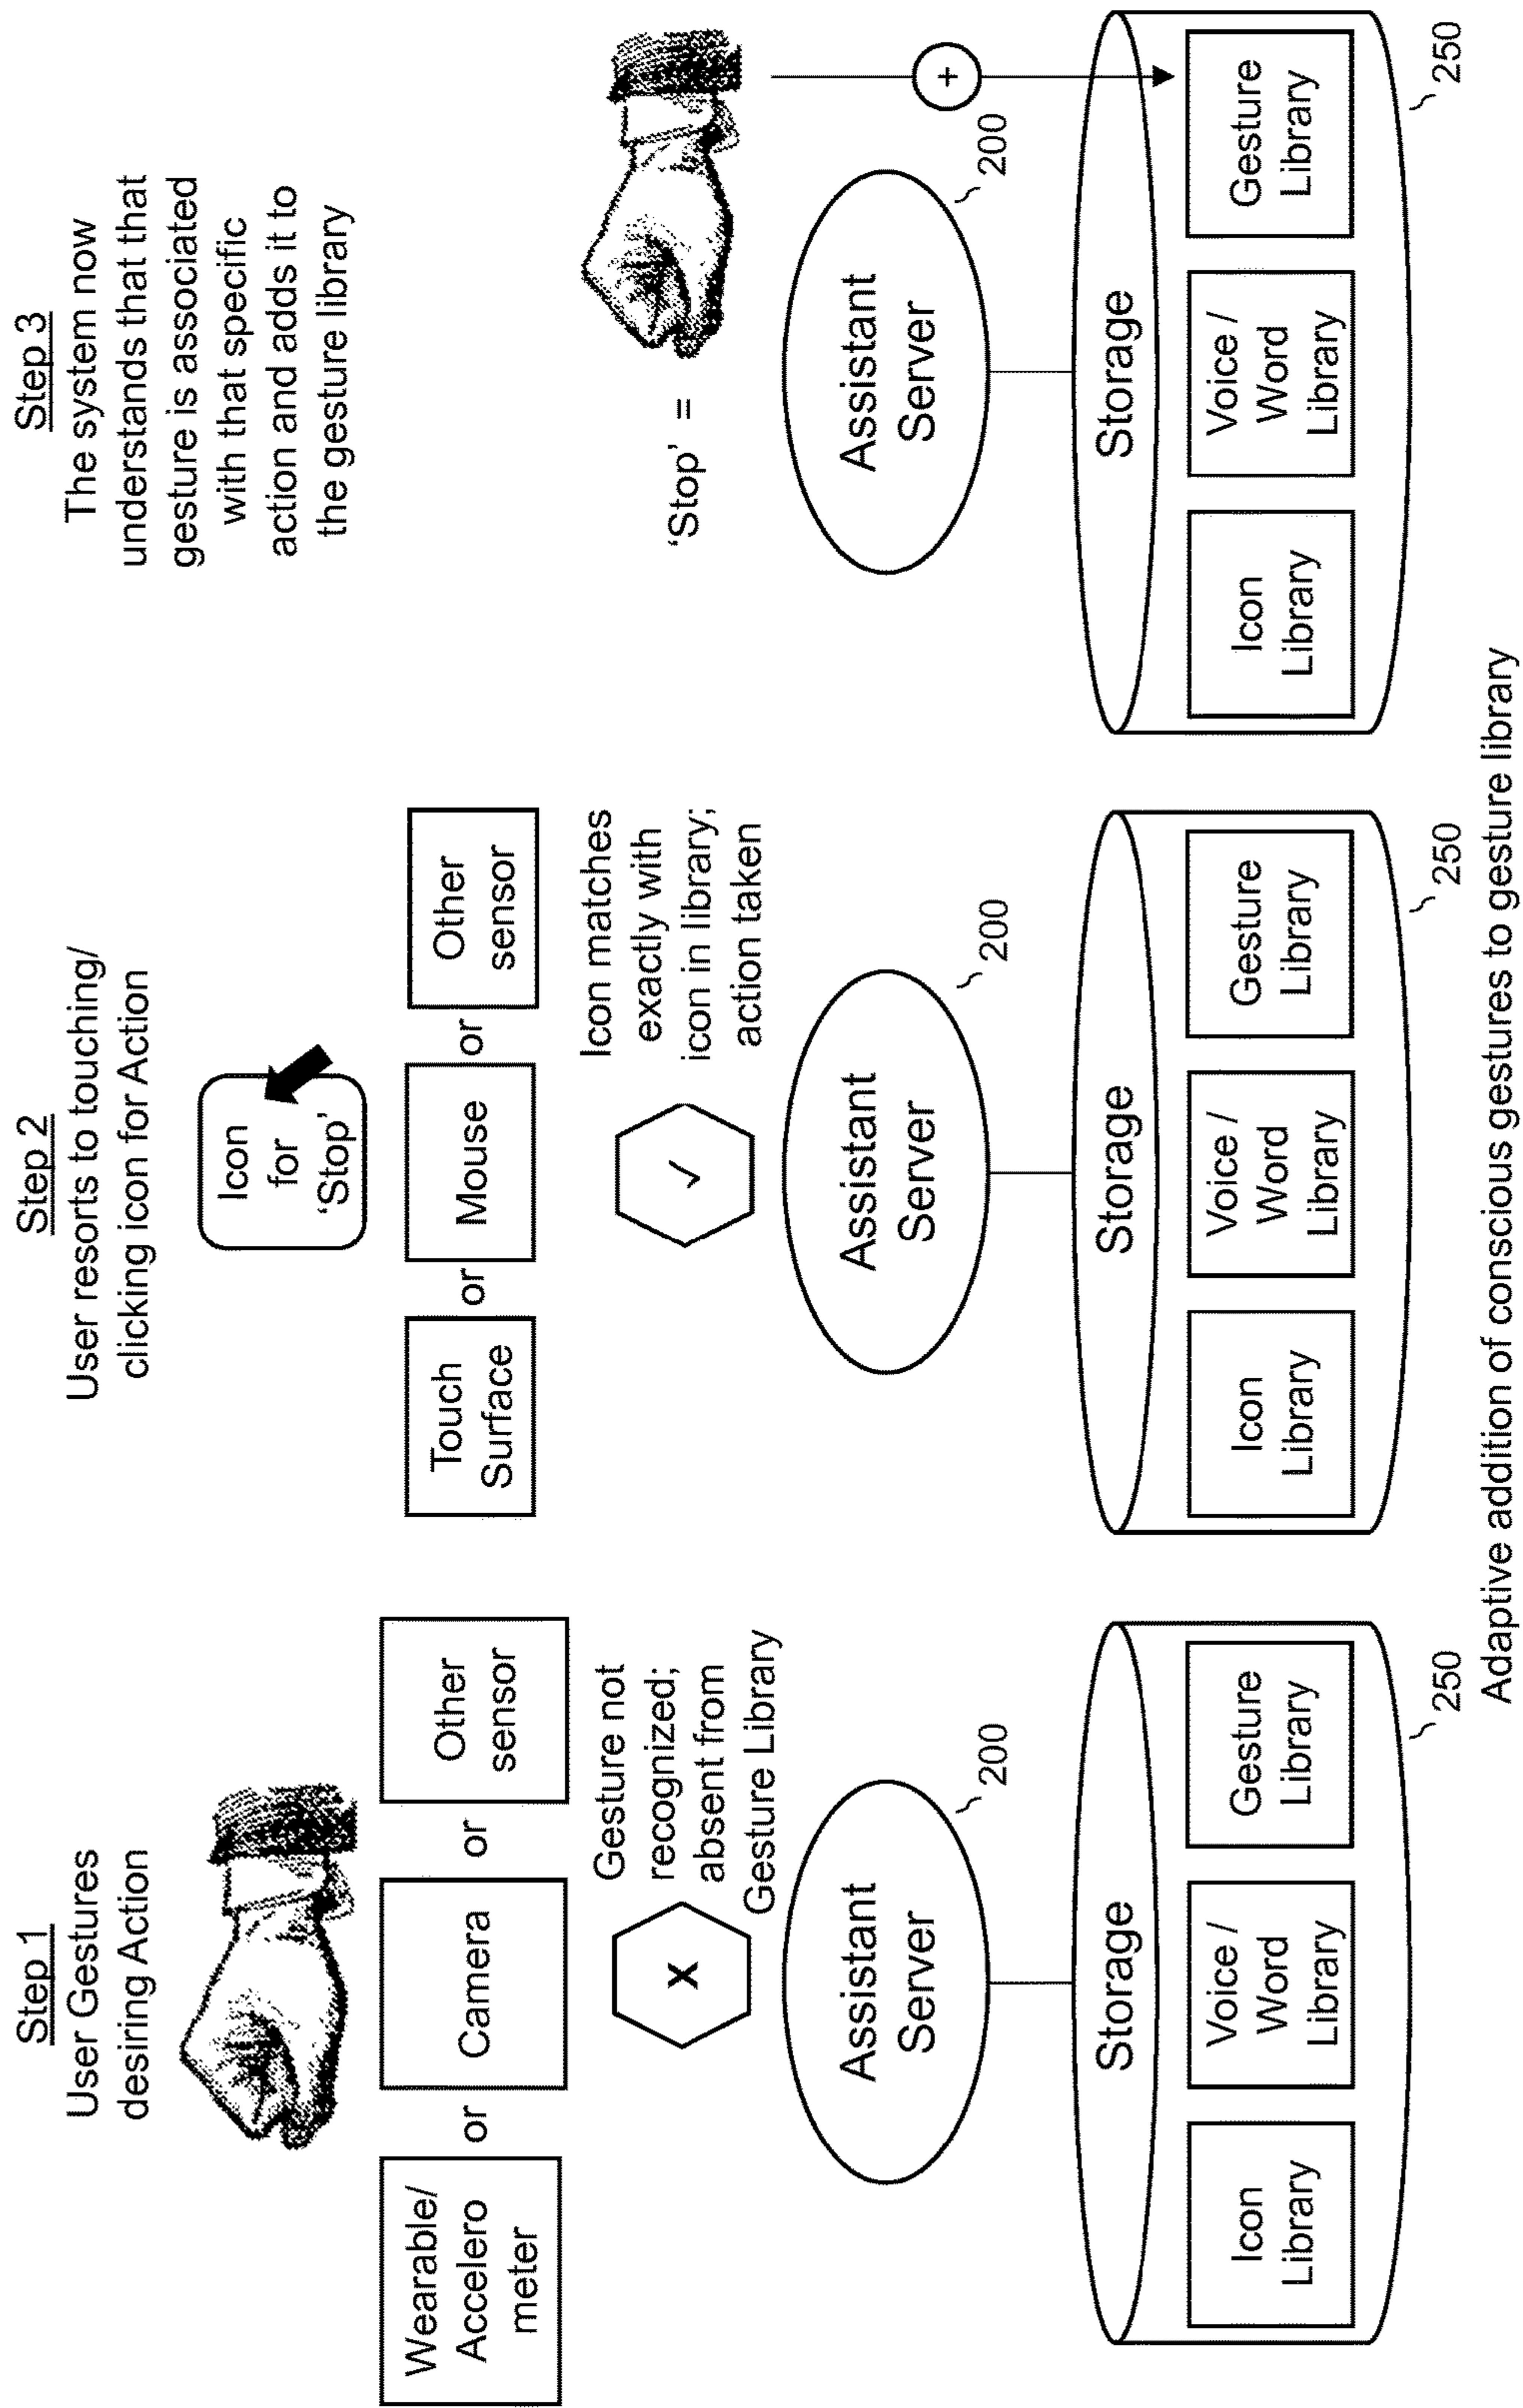 Step 1
User Gestures
desiring Action
Wearable/
Accelero
meter
or
Camera
or
Other
sensor
X
Gesture not
recognized;
absent from
Gesture Library
Assistant
Server
200
Storage
Icon
Library
Voice /
Word
Library
Gesture
Library
250
Step 2
User resorts to touching/
clicking icon for Action
Icon
for
‘Stop’
Touch
Surface
or
Mouse
or
Other
sensor
✓
Icon matches
exactly with
icon in library;
action taken
Assistant
Server
200
Storage
Icon
Library
Voice /
Word
Library
Gesture
Library
250
Step 3
The system now
understands that that
gesture is associated
with that specific
action and adds it to
the gesture library
‘Stop’ =
+
Assistant
Server
200
Storage
Icon
Library
Voice /
Word
Library
Gesture
Library
250
Adaptive addition of conscious gestures to gesture library